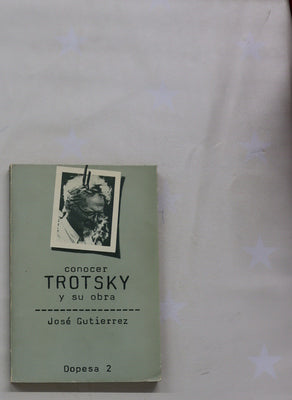 conocer
TROTSKY
y su obra
José Gutierrez
Dopesa 2